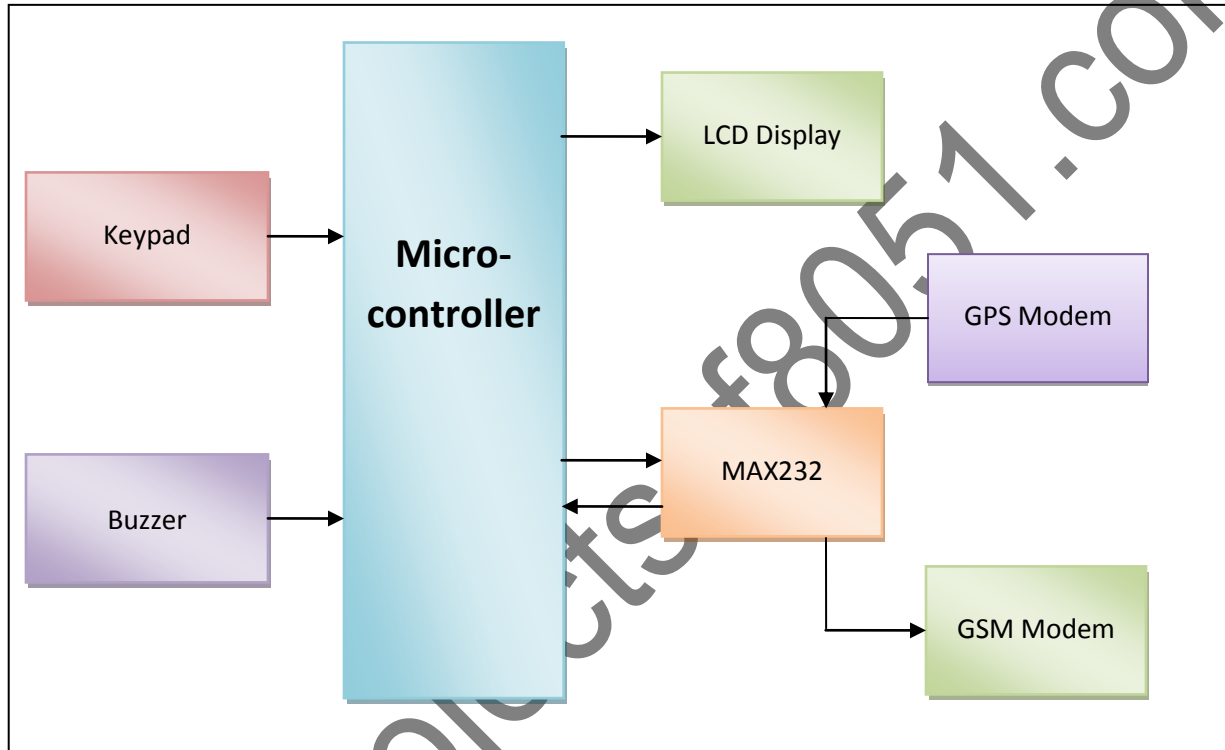 LCD Display
Keypad
Micro-
controller
GPS Modem
MAX232
Buzzer
GSM Modem